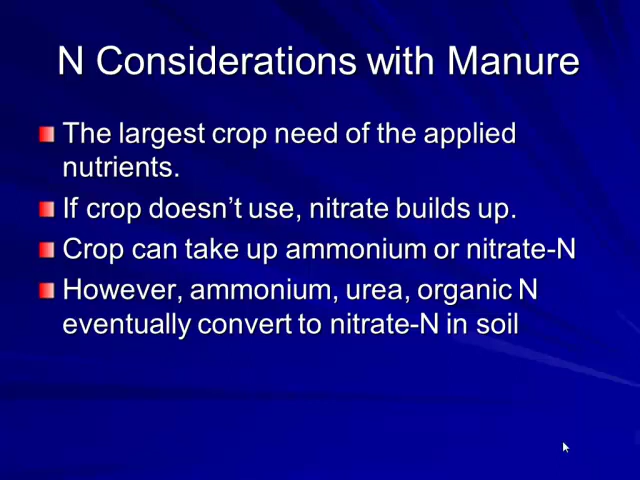 N Considerations with Manure
The largest crop need of the applied
nutrients.
If crop doesn’t use, nitrate builds up.
Crop can take up ammonium or nitrate-N
However, ammonium, urea, organic N
eventually convert to nitrate-N in soil